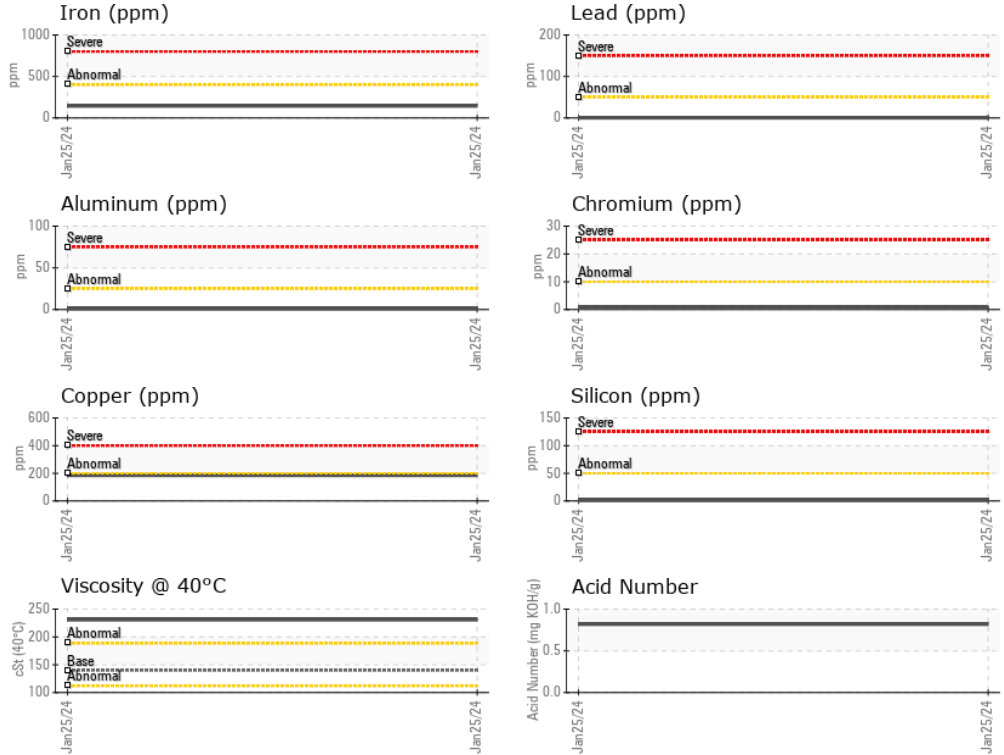 Iron (ppm)
1000
500
0
ppm
Severe
Abnormal
Jan25/24
Jan25/24
Lead (ppm)
200
100
0
ppm
Severe
Abnormal
Jan25/24
Jan25/24
Aluminum (ppm)
100
50
0
ppm
Severe
Abnormal
Jan25/24
Jan25/24
Chromium (ppm)
30
20
10
0
ppm
Severe
Abnormal
Jan25/24
Jan25/24
Copper (ppm)
600
400
200
0
ppm
Severe
Abnormal
Jan25/24
Jan25/24
Silicon (ppm)
150
100
50
0
ppm
Severe
Abnormal
Jan25/24
Jan25/24
Viscosity @ 40°C
250
200
150
100
cSt (40°C)
Abnormal
Base
Abnormal
Jan25/24
Jan25/24
Acid Number
1.0
0.5
0.0
Acid Number (mg KOH/g)
Jan25/24
Jan25/24